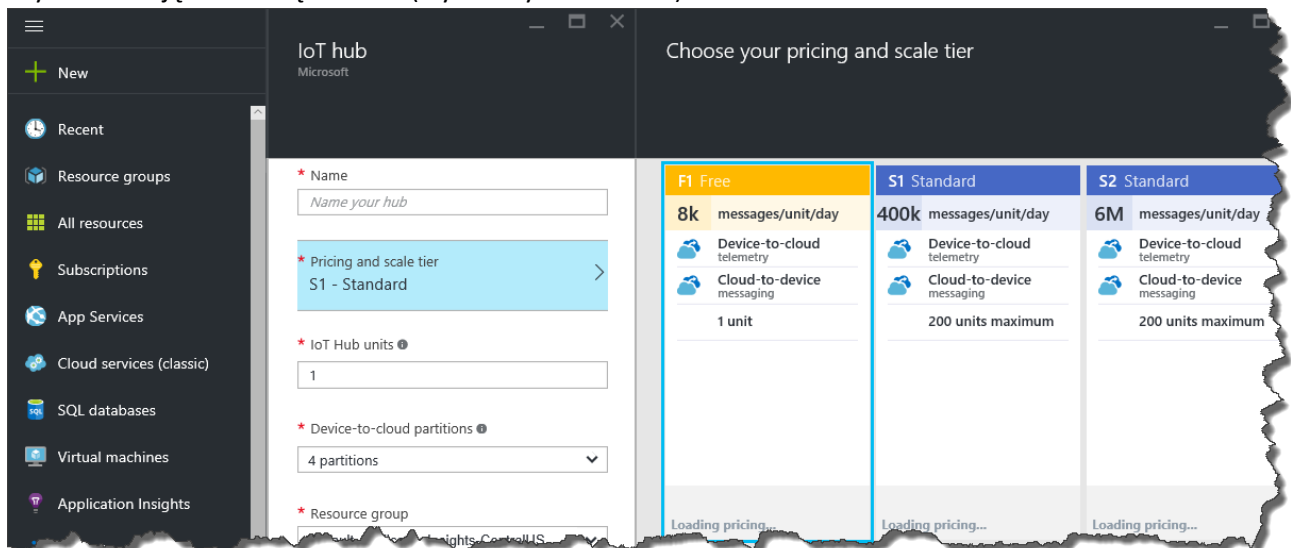 New
Recent
Resource groups
All resources
Subscriptions
App Services
Cloud services (classic)
SQL databases
Virtual machines
Application Insights
IoT hub
Microsoft
* Name
Name your hub
* Pricing and scale tier
S1 - Standard
* IoT Hub units
1
* Device-to-cloud partitions
4 partitions
* Resource group
Choose your pricing and scale tier
F1 Free
8k messages/unit/day
Device-to-cloud
telemetry
Cloud-to-device
messaging
1 unit
Loading pricing...
S1 Standard
400k messages/unit/day
Device-to-cloud
telemetry
Cloud-to-device
messaging
200 units maximum
Loading pricing...
S2 Standard
6M messages/unit/day
Device-to-cloud
telemetry
Cloud-to-device
messaging
200 units maximum
Loading pricing...